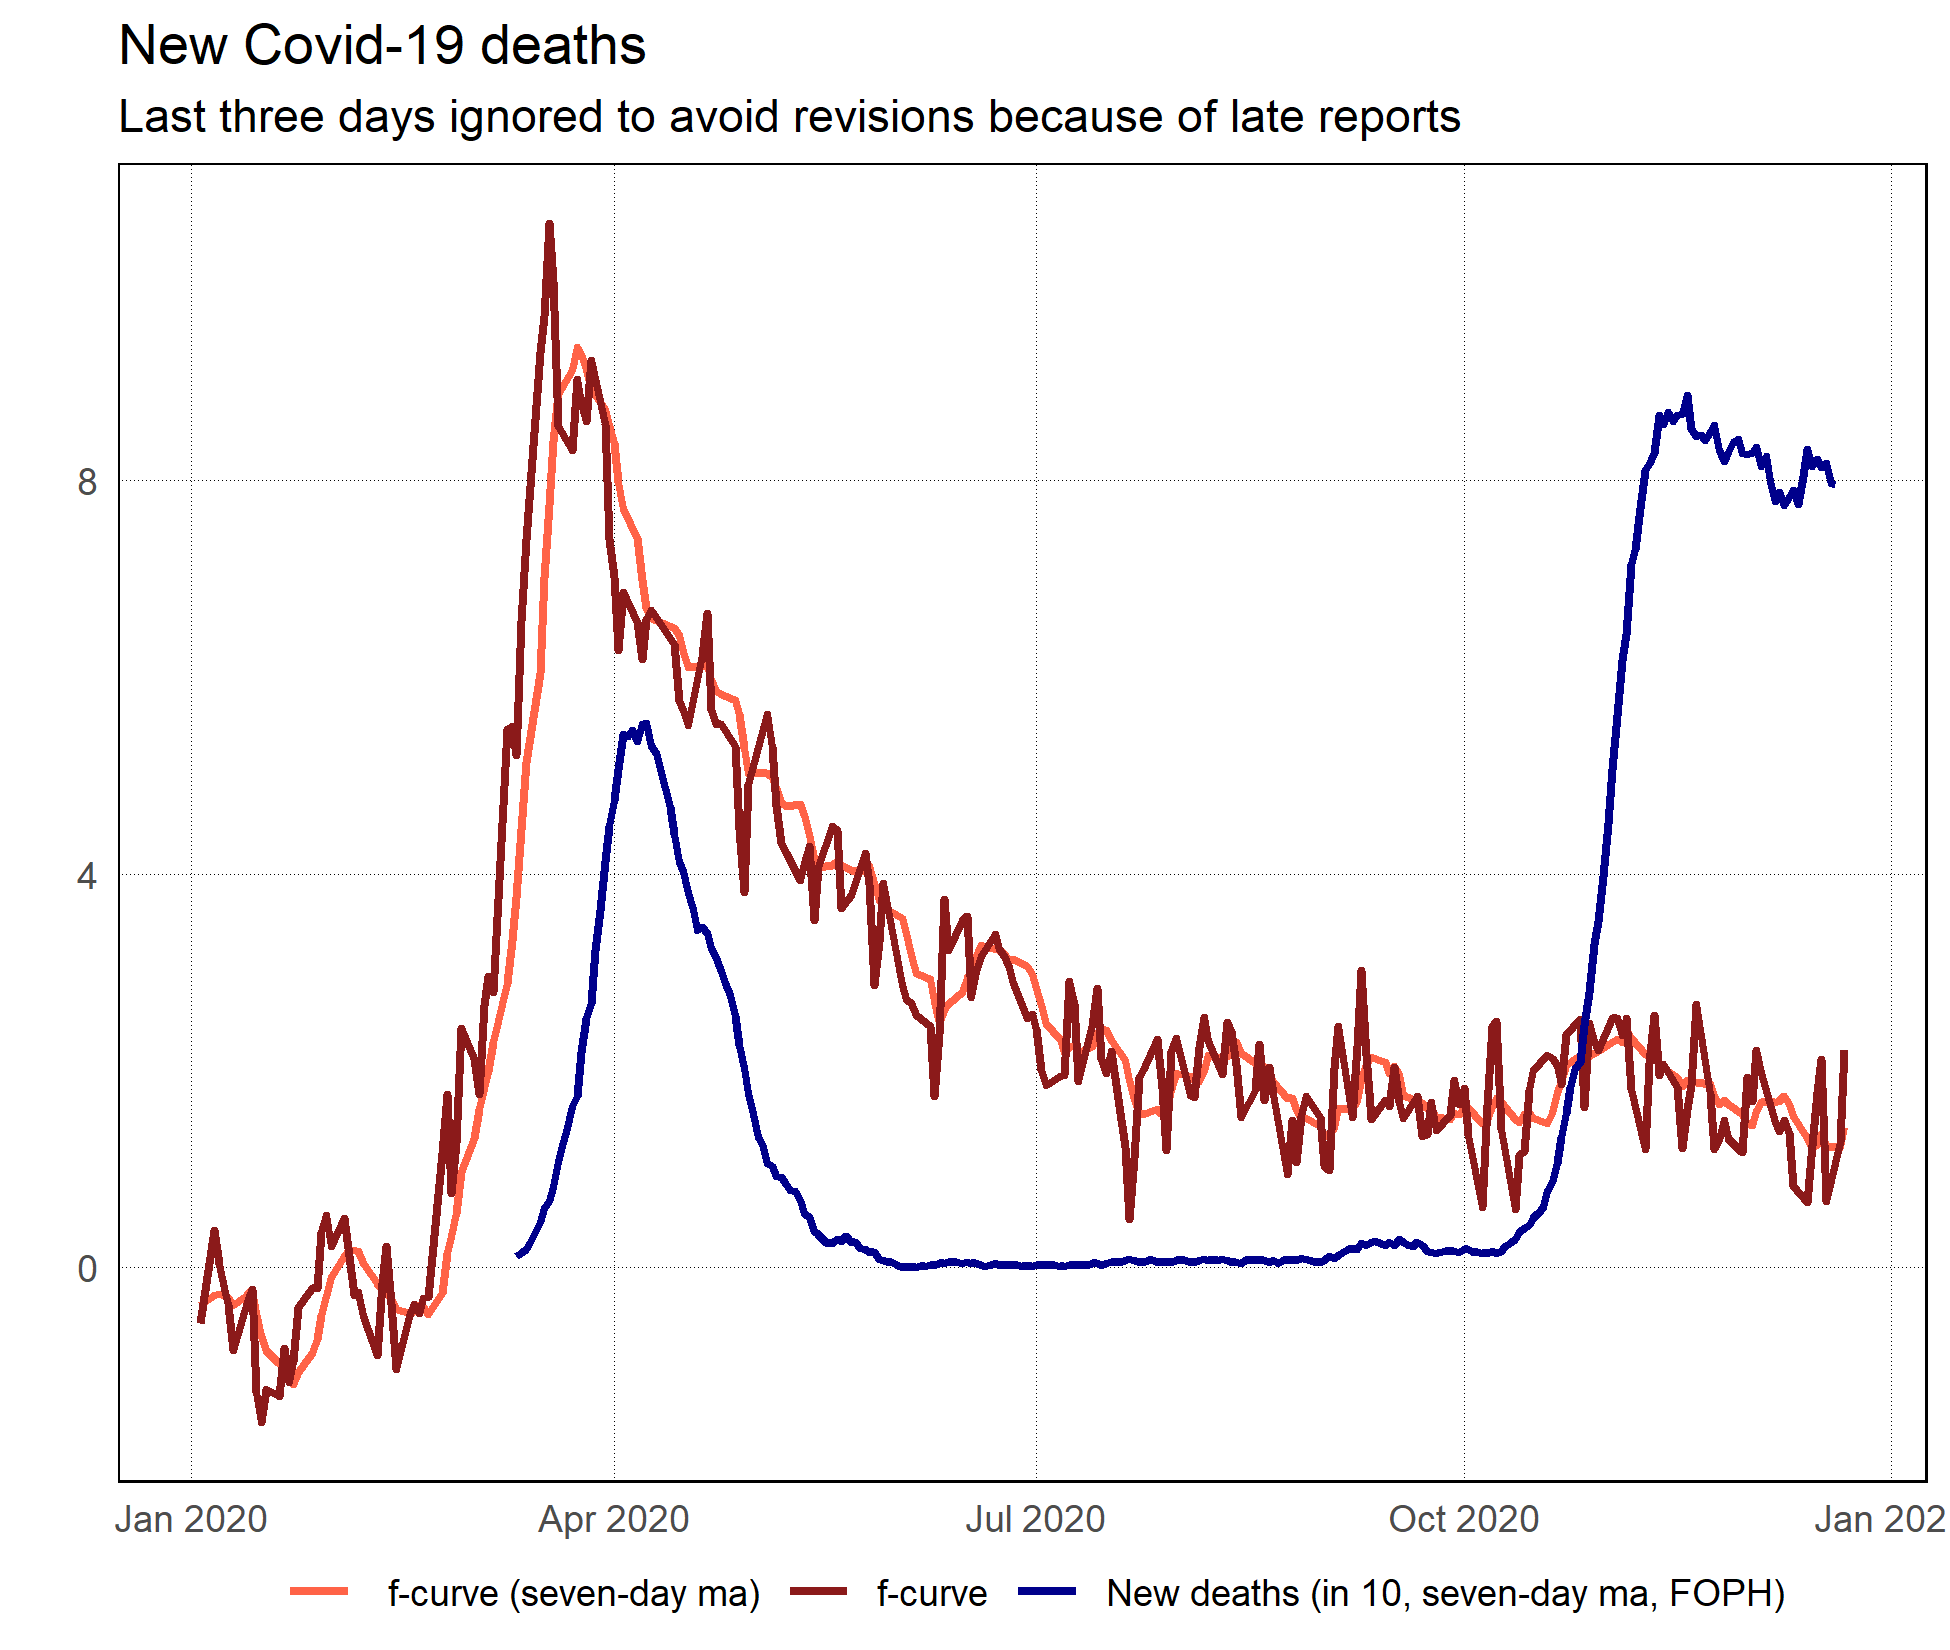 New Covid-19 deaths
Last three days ignored to avoid revisions because of late reports
8
4
0
Jan 2020 Apr 2020 Jul 2020 Oct 2020 Jan 202
f-curve (seven-day ma) f-curve New deaths (in 10, seven-day ma, FOPH)